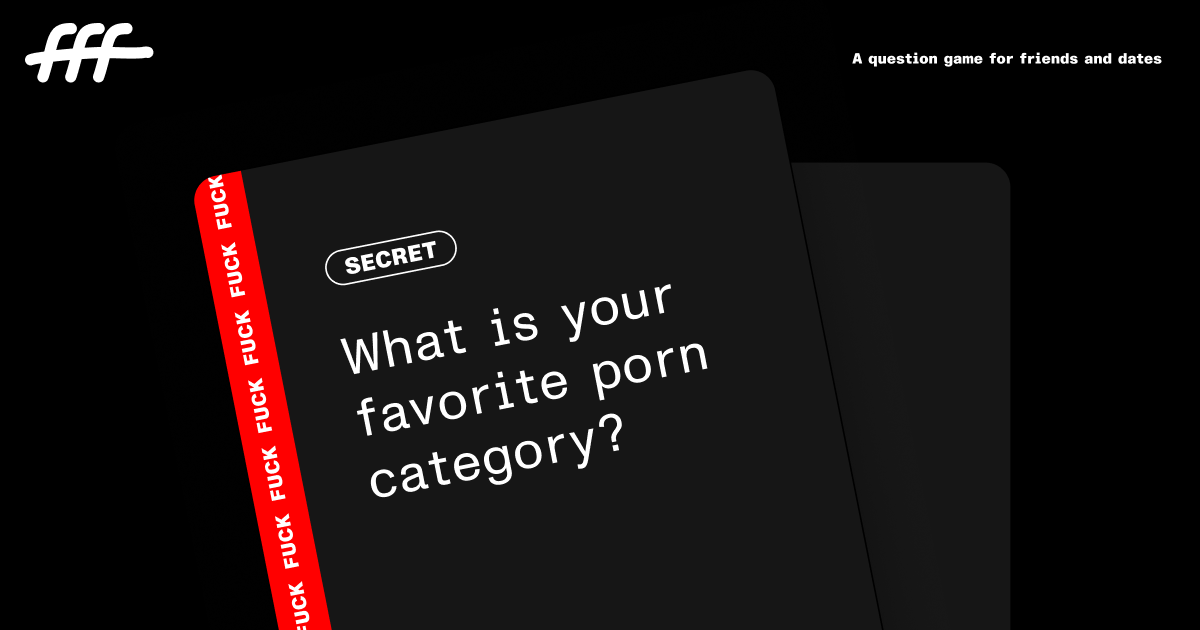 fff
A question game for friends and dates
SECRET
What is your
favorite porn
category?
FUCK FUCK FUCK FUCK FUCK FUCK FUCK